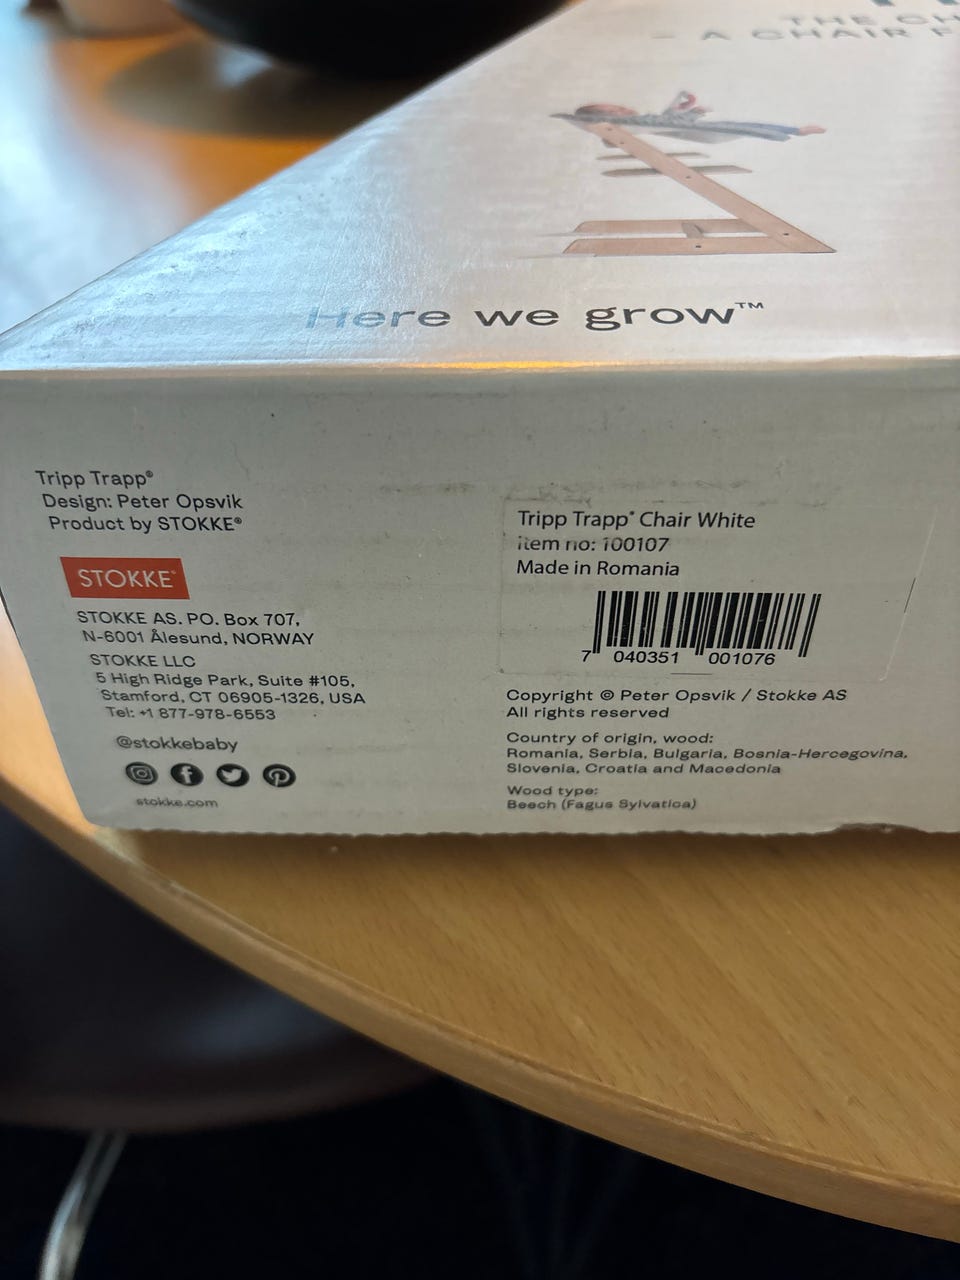 THE CH
– A CHAIR F
Here we grow™
Tripp Trapp®
Design: Peter Opsvik
Product by STOKKE®
STOKKE®
STOKKE AS. PO. Box 707,
N-6001 Ålesund, NORWAY
STOKKE LLC
5 High Ridge Park, Suite #105,
Stamford, CT 06905-1326, USA
Tel: +1 877-978-6553
@stokkebaby
stokke.com
Tripp Trapp® Chair White
Item no: 100107
Made in Romania
7 040351 001076
Copyright © Peter Opsvik / Stokke AS
All rights reserved
Country of origin, wood:
Romania, Serbia, Bulgaria, Bosnia-Hercegovina,
Slovenia, Croatia and Macedonia
Wood type:
Beech (Fagus Sylvatica)